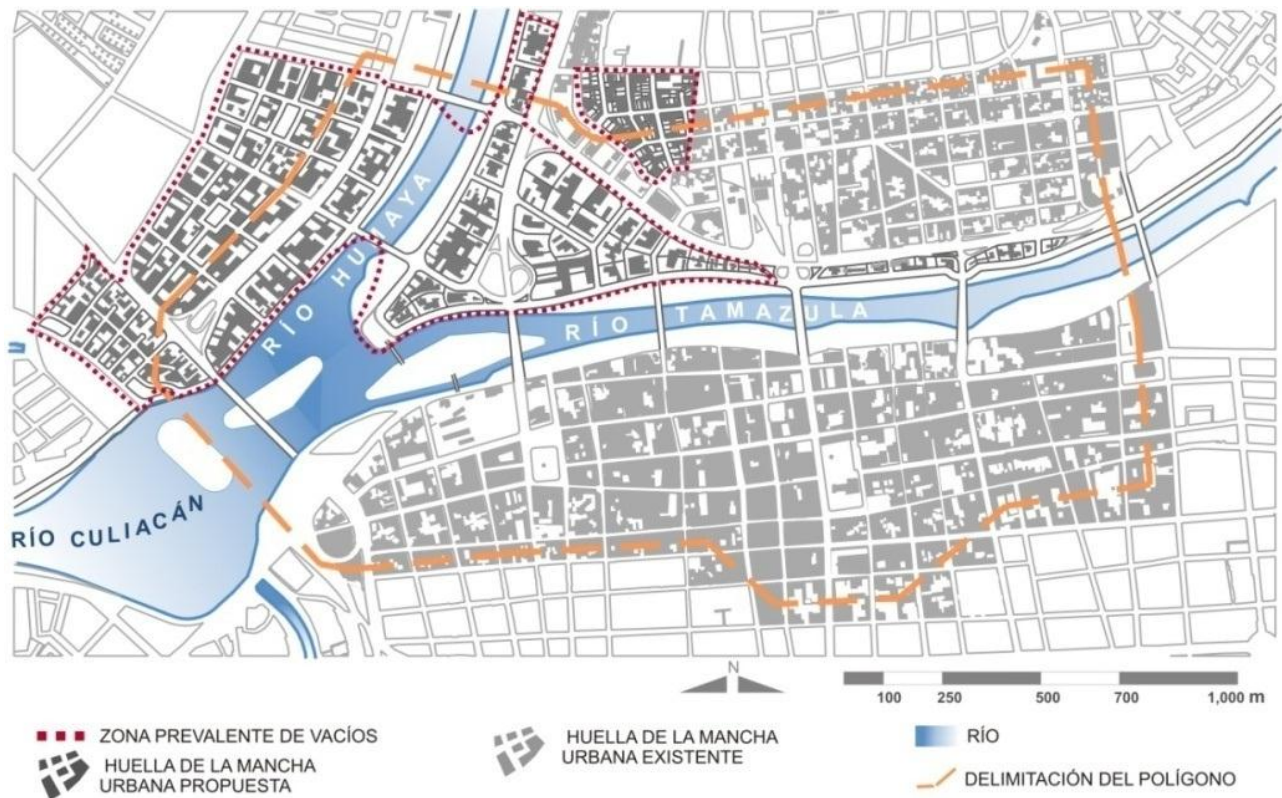 RÍO HUMAYA
RÍO TAMAZULA
RÍO CULIACÁN
N
100 250 500 700 1,000 m
ZONA PREVALENTE DE VACÍOS
HUELLA DE LA MANCHA
URBANA PROPUESTA
HUELLA DE LA MANCHA
URBANA EXISTENTE
RÍO
DELIMITACIÓN DEL POLÍGONO